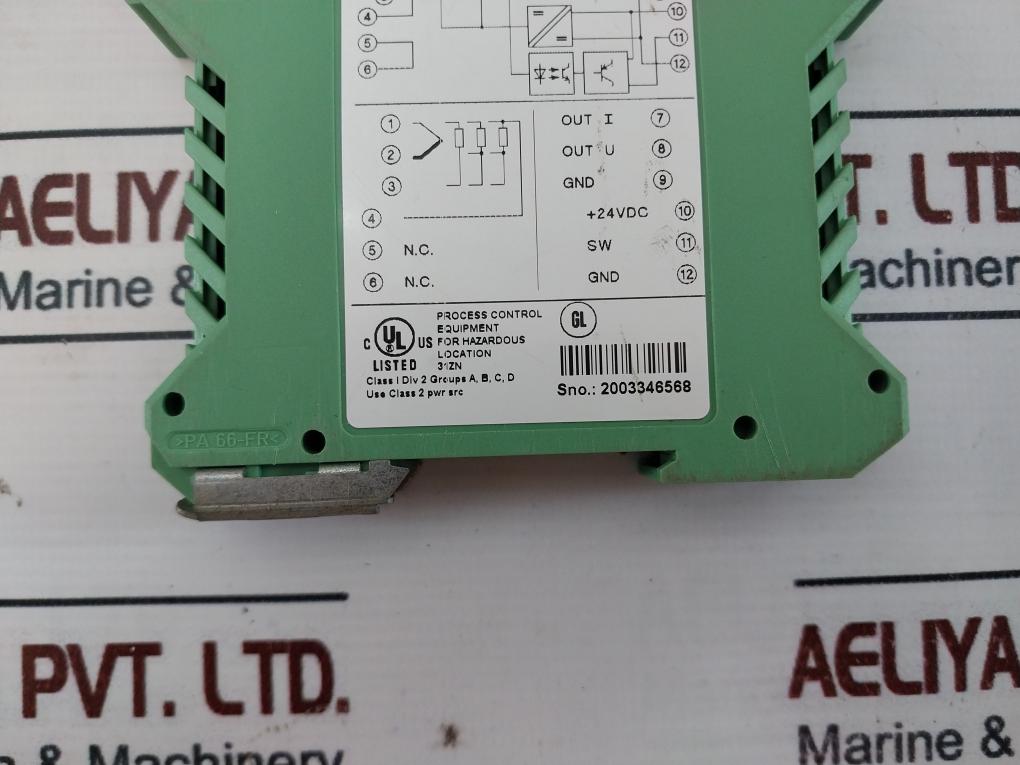 4
5
6
10
11
12
1
2
3
4
5 N.C.
6 N.C.
OUT I 7
OUT U 8
GND 9
+24VDC 10
SW 11
GND 12
C UL US
®
LISTED
PROCESS CONTROL
EQUIPMENT
FOR HAZARDOUS
LOCATION
31ZN
Class I Div 2 Groups A, B, C, D
Use Class 2 pwr src
GL
Sno.: 2003346568
>PA 66-FR<
AELIYA
Marine &
T. LTD
achiner
PVT. LTD.
& Machinery
AELIYA
Marine &